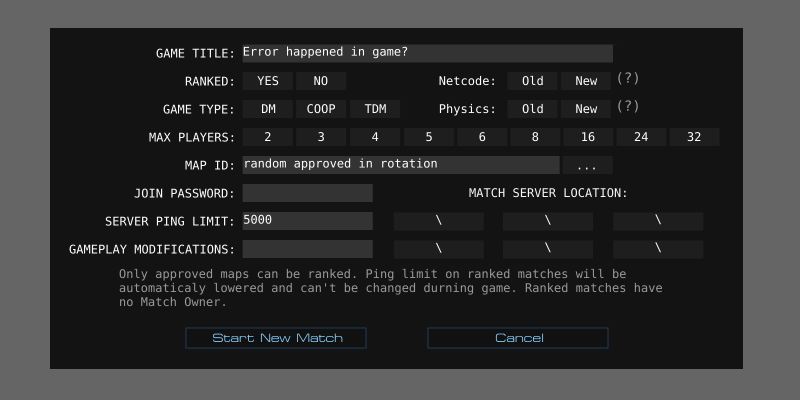 GAME TITLE: Error happened in game?
RANKED: YES NO Netcode: Old New (?)
GAME TYPE: DM COOP TDM Physics: Old New (?)
MAX PLAYERS: 2 3 4 5 6 8 16 24 32
MAP ID: random approved in rotation ...
JOIN PASSWORD: MATCH SERVER LOCATION:
SERVER PING LIMIT: 5000 \ \ \
GAMEPLAY MODIFICATIONS: \ \ \
Only approved maps can be ranked. Ping limit on ranked matches will be
automaticaly lowered and can't be changed durning game. Ranked matches have
no Match Owner.
Start New Match Cancel